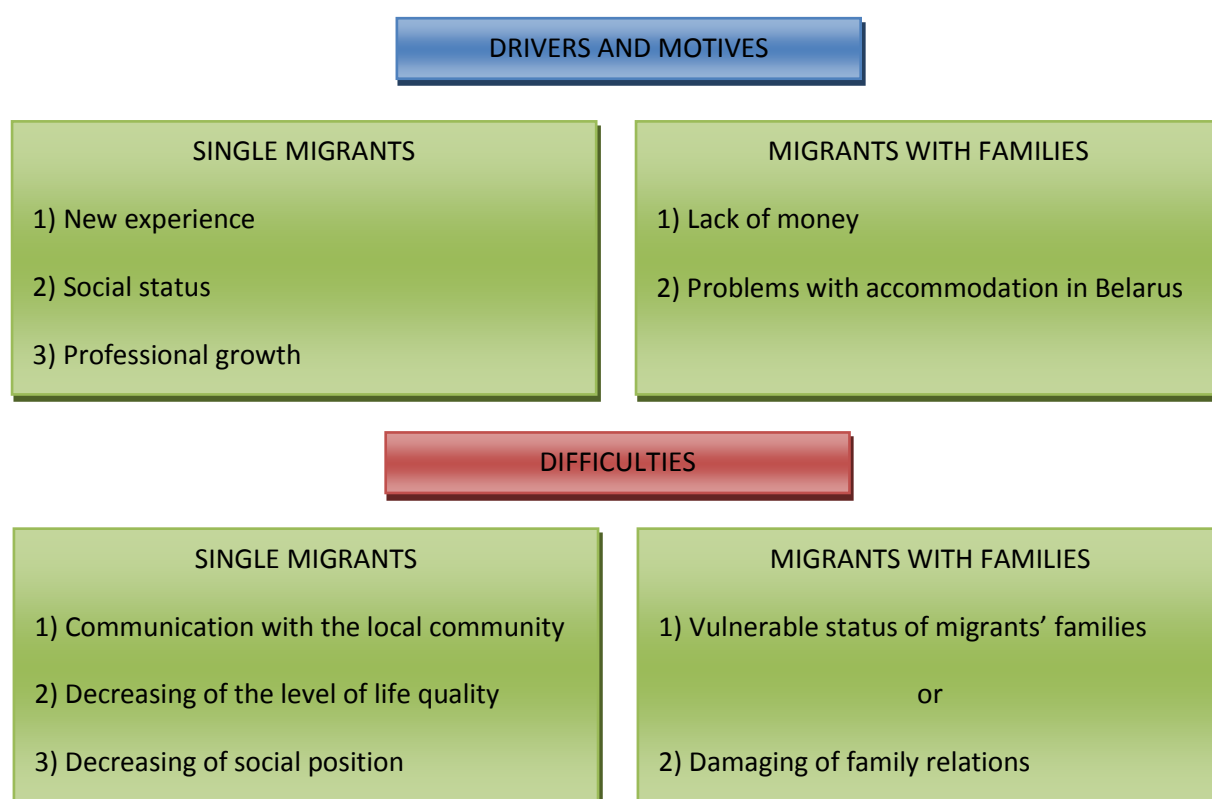 DRIVERS AND MOTIVES
SINGLE MIGRANTS
1) New experience
2) Social status
3) Professional growth
MIGRANTS WITH FAMILIES
1) Lack of money
2) Problems with accommodation in Belarus
DIFFICULTIES
SINGLE MIGRANTS
1) Communication with the local community
2) Decreasing of the level of life quality
3) Decreasing of social position
MIGRANTS WITH FAMILIES
1) Vulnerable status of migrants’ families
or
2) Damaging of family relations